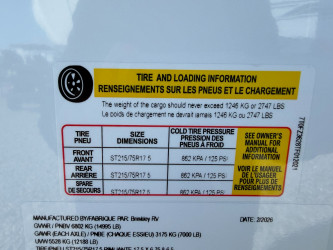 TIRE AND LOADING INFORMATION
RENSEIGNEMENTS SUR LES PNEUS ET LE CHARGEMENT
The weight of the cargo should never exceed 1246 KG or 2747 LBS
Le poids de chargement ne devrait jamais 1246 KG ou 2747 LBS
TIRE PNEU SIZE DIMENSIONS COLD TIRE PRESSURE PRESSION DES PNEUS À FROID
FRONT AVANT ST215/75R17.5 862 KPA / 125 PSI
REAR ARRIÈRE ST215/75R17.5 862 KPA / 125 PSI
SPARE DE SECOURS ST215/75R17.5 862 KPA / 125 PSI
SEE OWNER'S
MANUAL FOR
ADDITIONAL
INFORMATION
VOIR LE MANUEL
DE L'USAGER
POUR PLUS DE
RENSEIGNEMENTS
MANUFACTURED BY/FABRIQUE PAR: Brinkley RV DATE: 2/2026
GVWR / PNBV 6802 KG (14995 LB)
GAWR (EACH AXLE) / PNBE (CHAQUE ESSIEU) 3175 KG (7000 LB)
UVW 5528 KG (12180 LB)